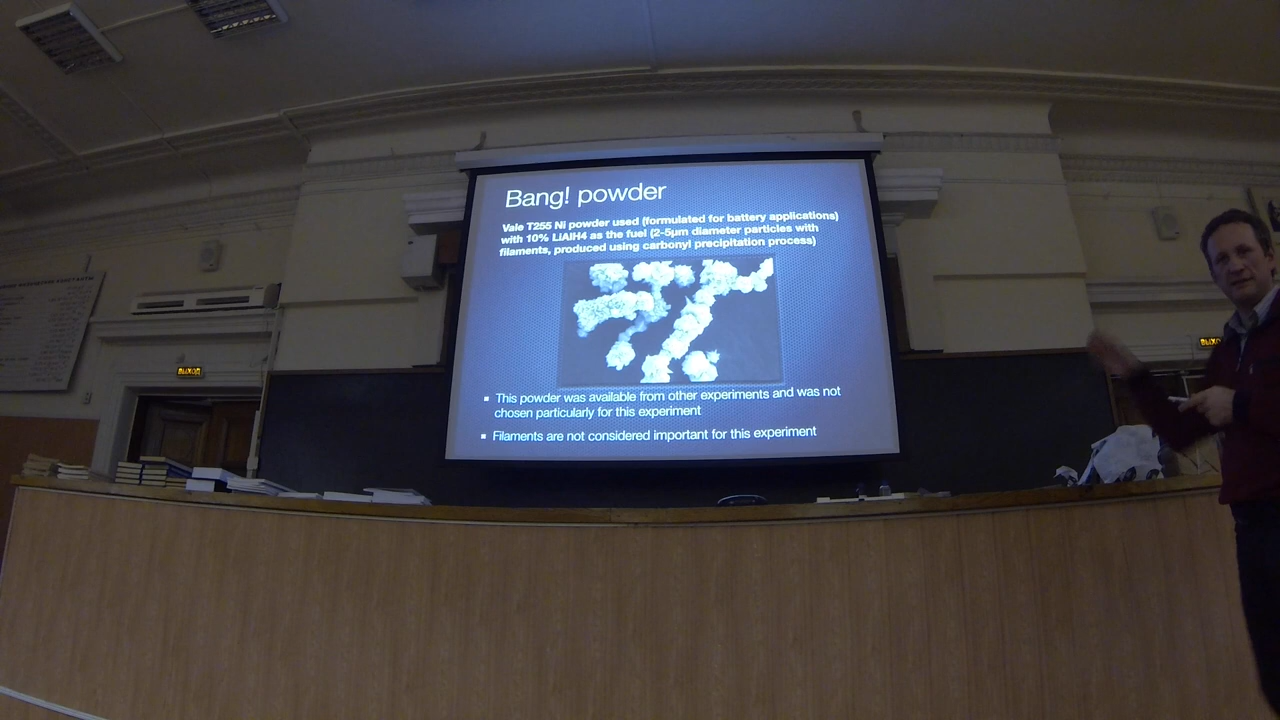 Bang! powder
Vale T255 Ni powder used (formulated for battery applications)
with 10% LiAlH4 as the fuel (2-5µm diameter particles with
filaments, produced using carbonyl precipitation process)
This powder was available from other experiments and was not
chosen particularly for this experiment
Filaments are not considered important for this experiment
ВЫХОД
ВЫХО